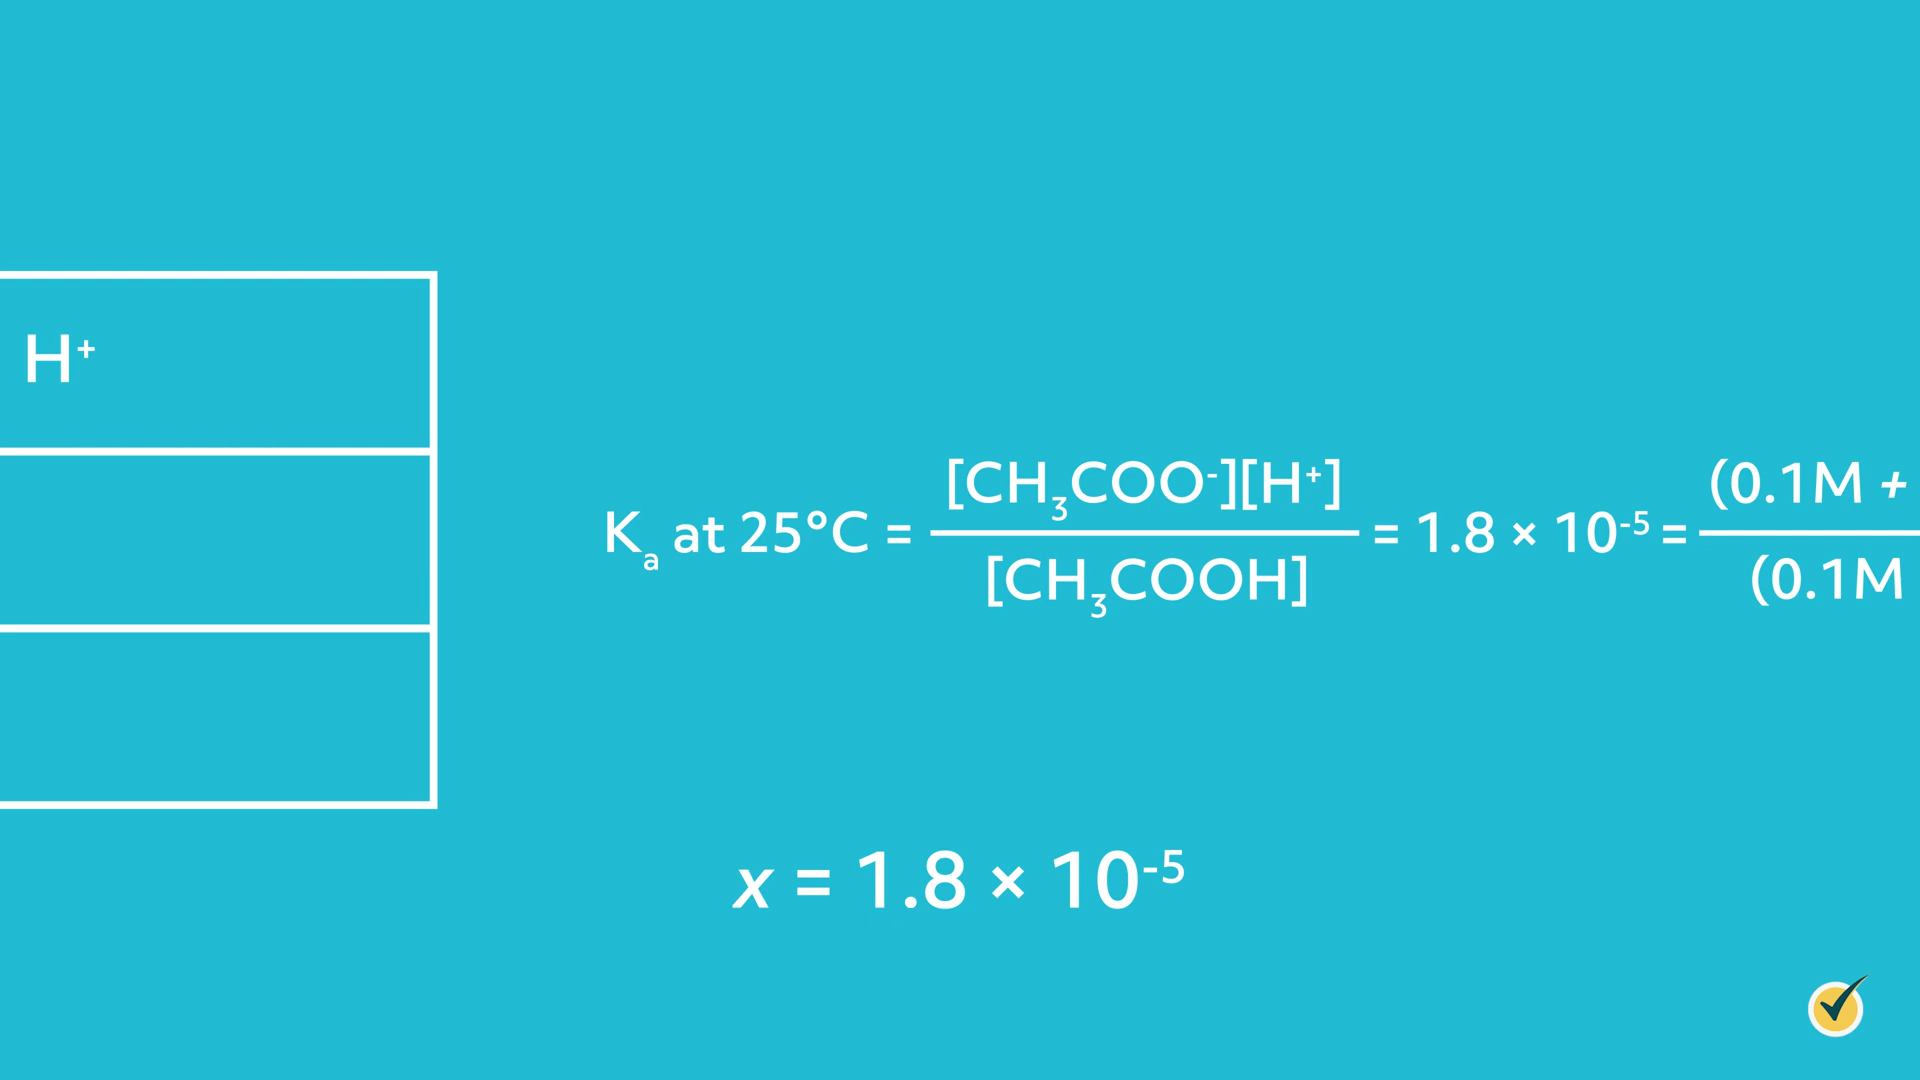 H⁺
Kₐ at 25°C = [CH₃COO⁻][H⁺] / [CH₃COOH] = 1.8 × 10⁻⁵ = (0.1M + / (0.1M
x = 1.8 × 10⁻⁵